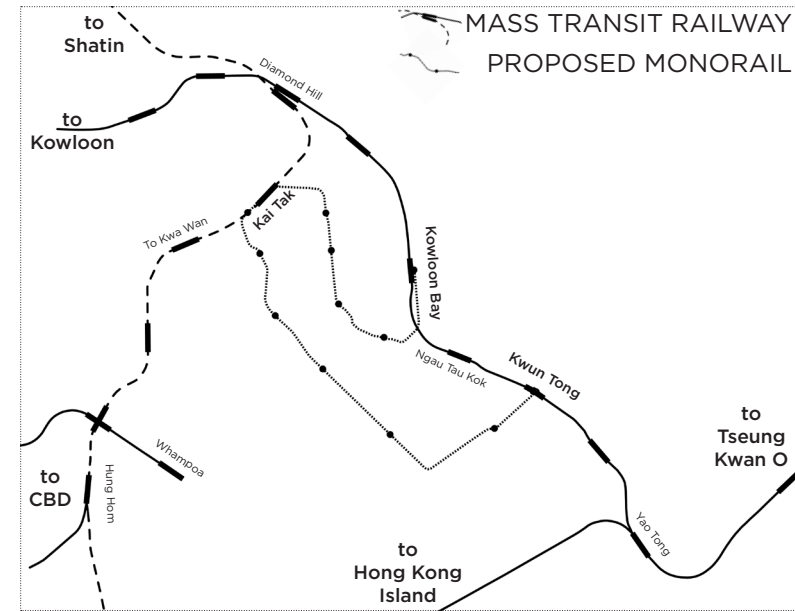 MASS TRANSIT RAILWAY
PROPOSED MONORAIL
to
Shatin
Diamond Hill
to
Kowloon
Kai Tak
To Kwa Wan
Kowloon Bay
Ngau Tau Kok
Kwun Tong
to
Tseung
Kwan O
Whampoa
to
CBD
Hung Hom
Yao Tong
to
Hong Kong
Island